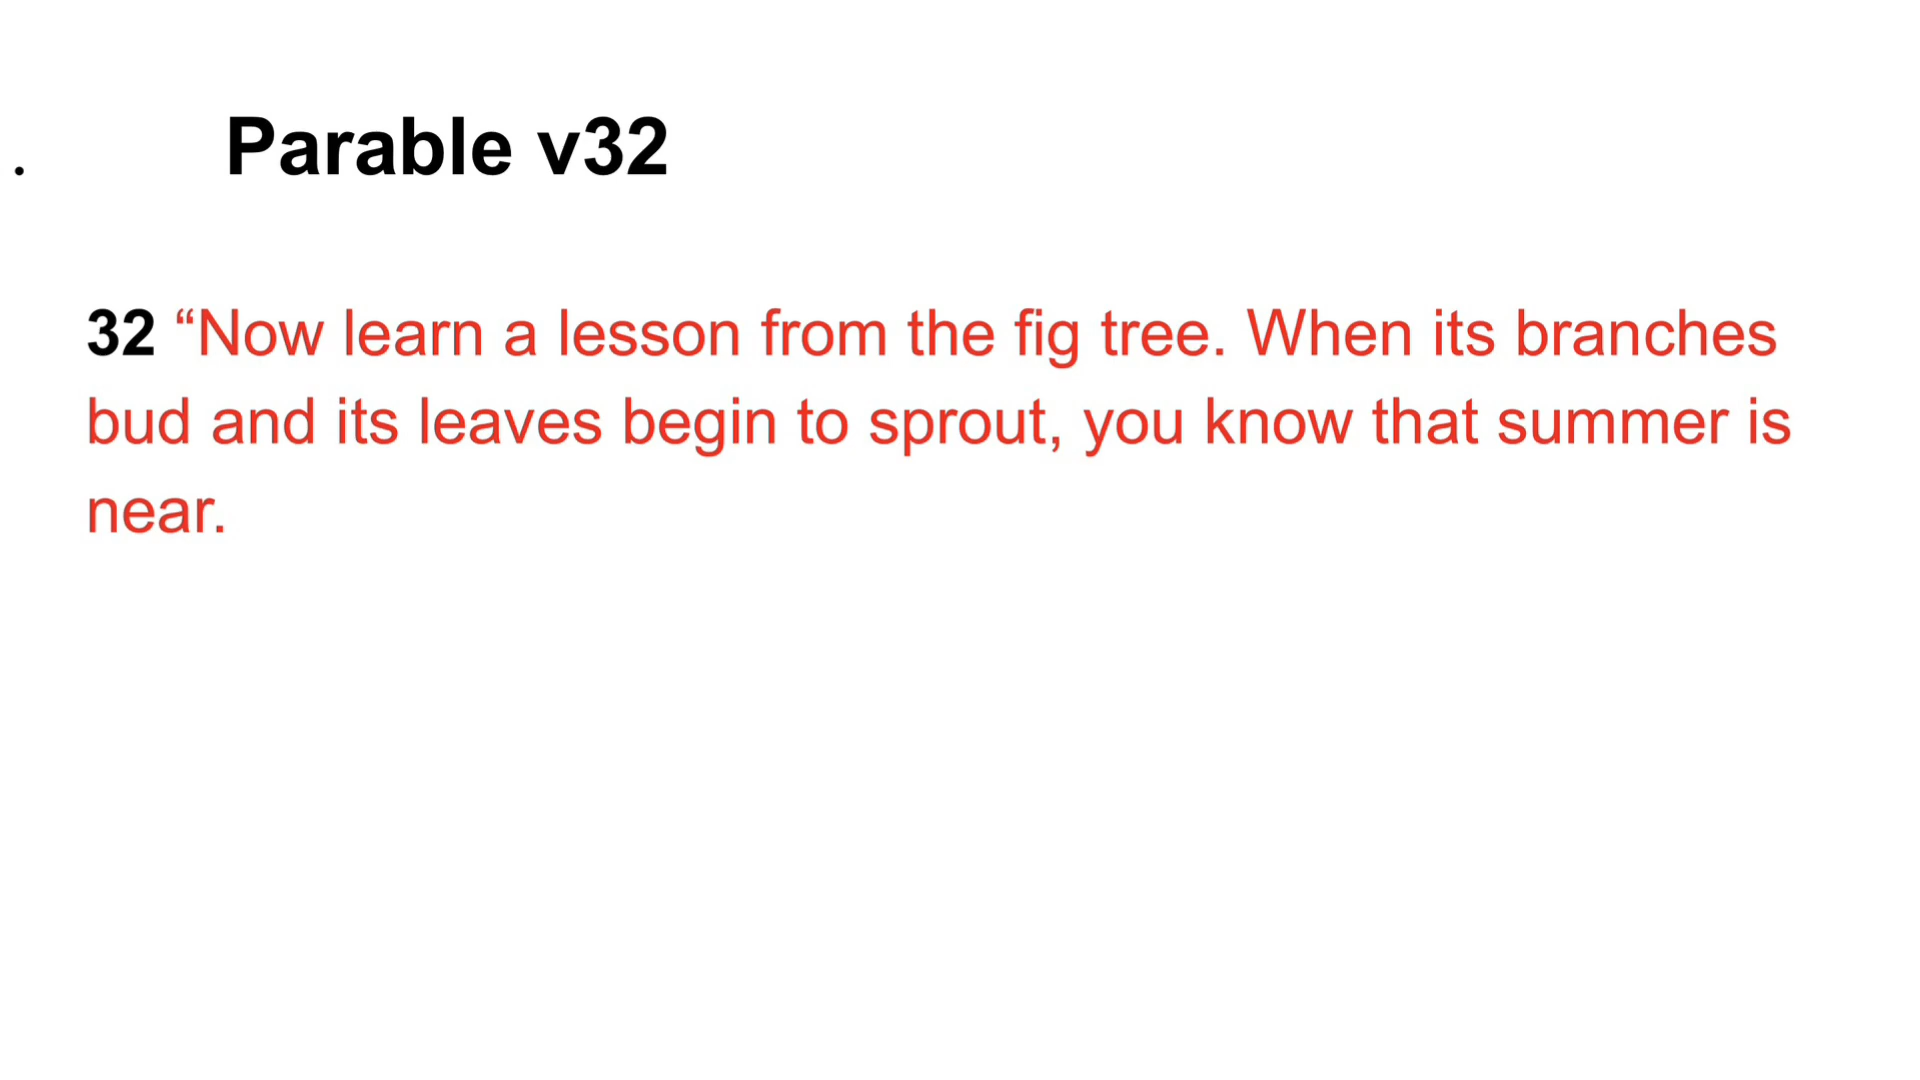 . Parable v32
32 “Now learn a lesson from the fig tree. When its branches
bud and its leaves begin to sprout, you know that summer is
near.